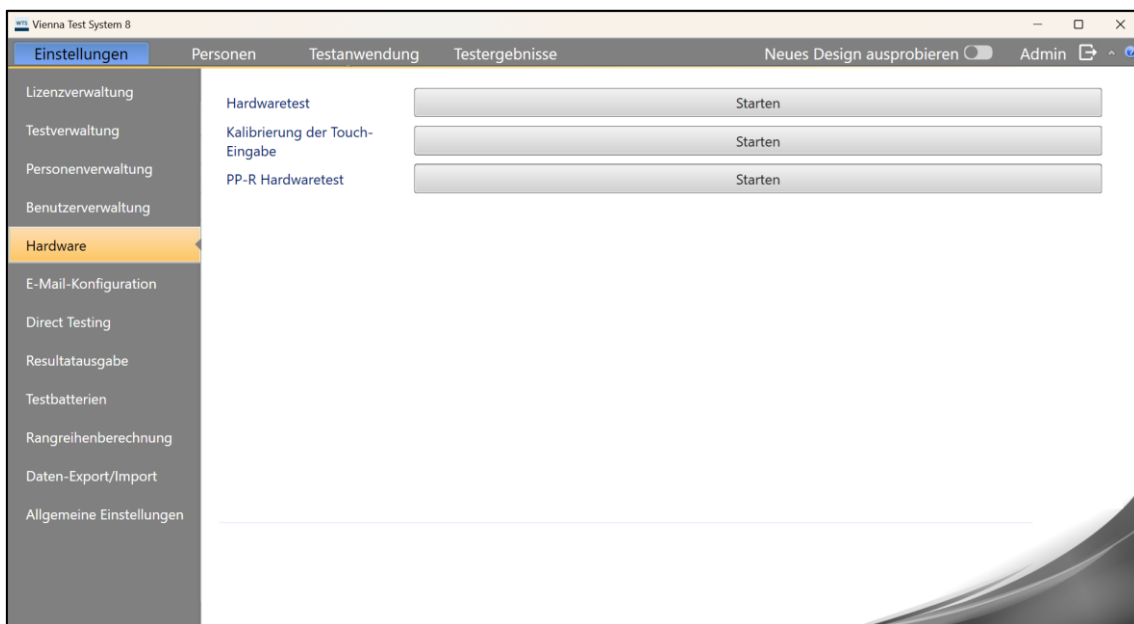 WTS Vienna Test System 8
Einstellungen Personen Testanwendung Testergebnisse Neues Design ausprobieren Admin
Lizenzverwaltung
Testverwaltung
Personenverwaltung
Benutzerverwaltung
Hardware
E-Mail-Konfiguration
Direct Testing
Resultatausgabe
Testbatterien
Rangreihenberechnung
Daten-Export/Import
Allgemeine Einstellungen
Hardwaretest Starten
Kalibrierung der Touch-
Eingabe Starten
PP-R Hardwaretest Starten